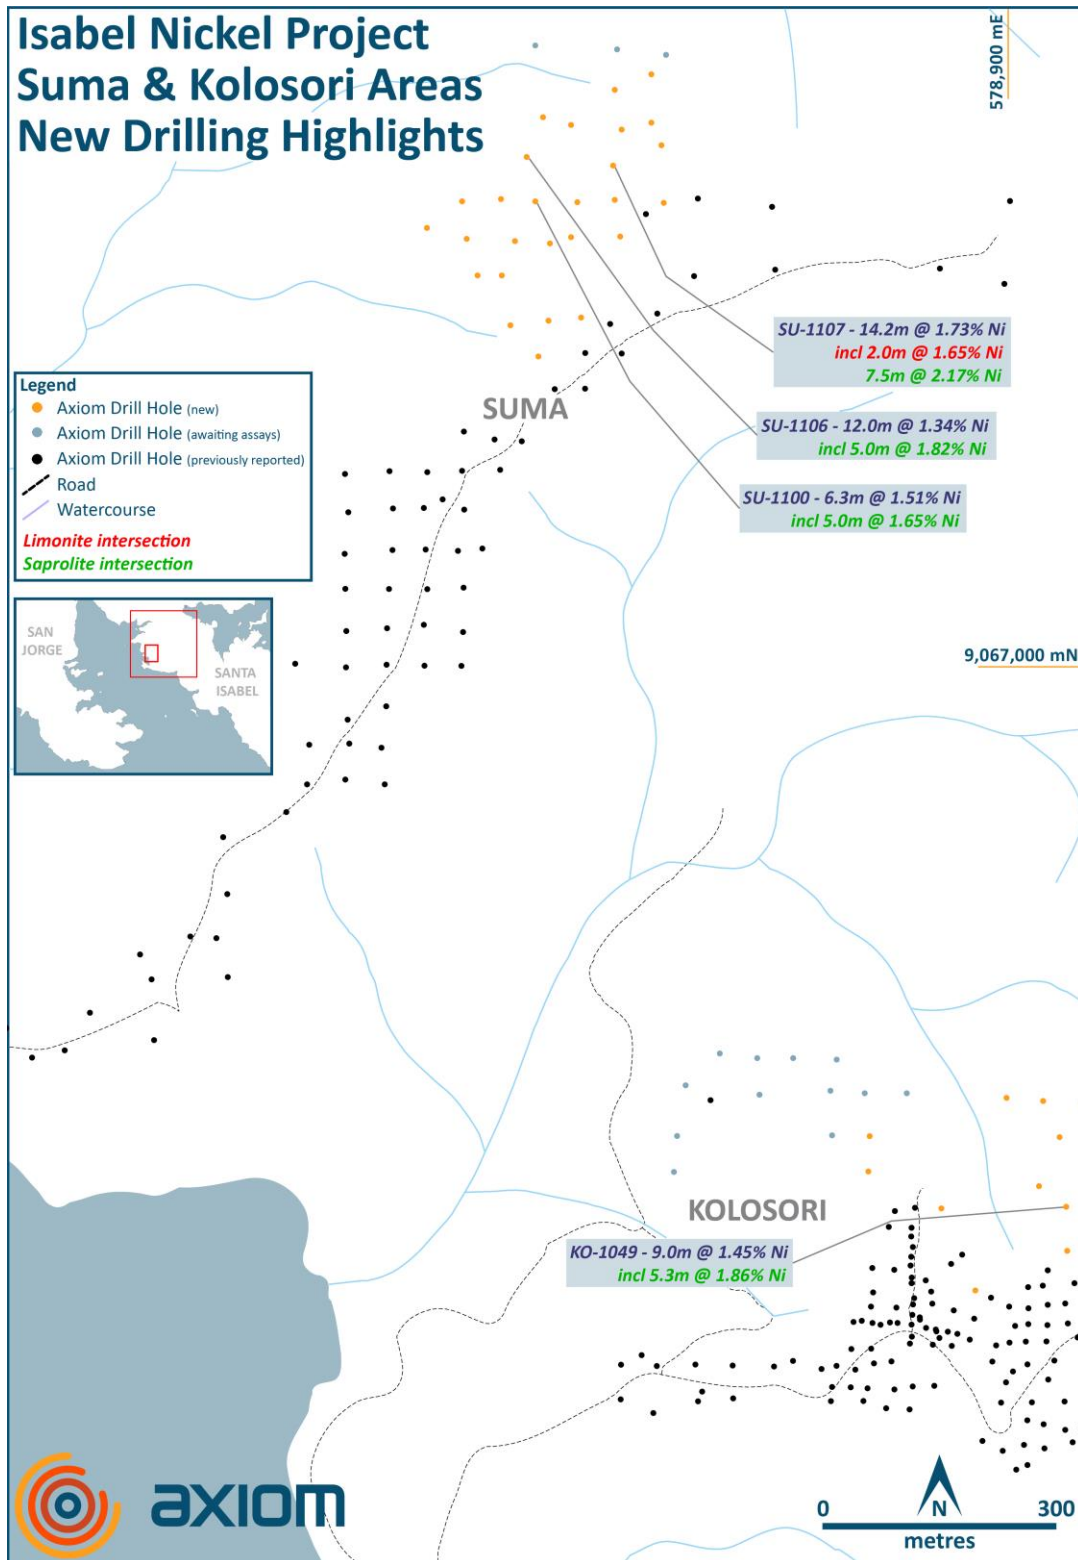 Isabel Nickel Project
Suma & Kolosori Areas
New Drilling Highlights
578,900 mE
SU-1107 - 14.2m @ 1.73% Ni
incl 2.0m @ 1.65% Ni
7.5m @ 2.17% Ni
Legend
Axiom Drill Hole (new)
Axiom Drill Hole (awaiting assays)
Axiom Drill Hole (previously reported)
Road
Watercourse
Limonite intersection
Saprolite intersection
SUMA
SU-1106 - 12.0m @ 1.34% Ni
incl 5.0m @ 1.82% Ni
SU-1100 - 6.3m @ 1.51% Ni
incl 5.0m @ 1.65% Ni
SAN
JORGE
SANTA
ISABEL
9,067,000 mN
KOLOSORI
KO-1049 - 9.0m @ 1.45% Ni
incl 5.3m @ 1.86% Ni
axiom
N
0 300
metres